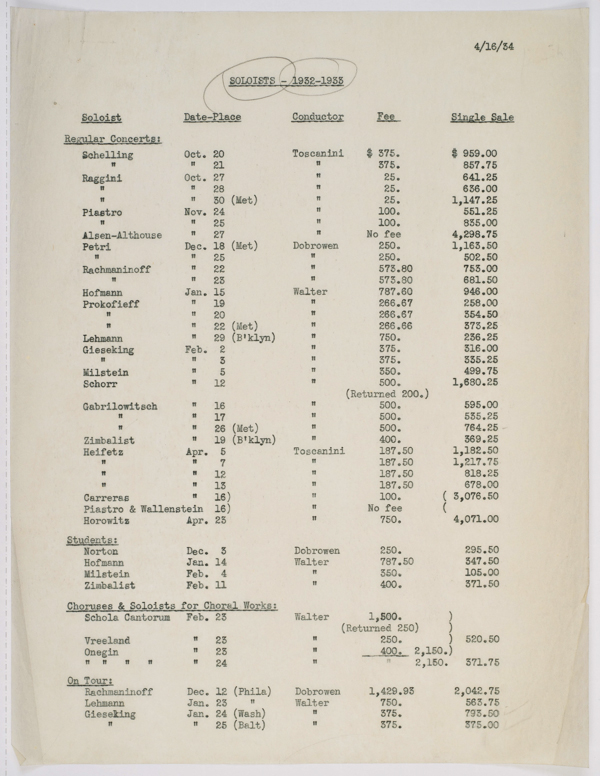 4/16/34
SOLOISTS - 1932-1933
Soloist Date-Place Conductor Fee Single Sale
Regular Concerts:
Schelling Oct. 20 Toscanini $ 375. $ 959.00
" " 21 " 375. 857.75
Raggini Oct. 27 " 25. 641.25
" " 28 " 25. 636.00
" " 30 (Met) " 25. 1,147.25
Piastro Nov. 24 " 100. 551.25
" " 25 " 100. 835.00
Alsen-Althouse " 27 " No fee 4,298.75
Petri Dec. 18 (Met) Dobrowen 250. 1,163.50
" " 25 " 250. 502.50
Rachmaninoff " 22 " 573.80 753.00
" " 23 " 573.80 681.50
Hofmann Jan. 15 Walter 787.60 946.00
Prokofieff " 19 " 266.67 258.00
" " 20 " 266.67 354.50
" " 22 (Met) " 266.66 373.25
Lehmann " 29 (B'klyn) " 750. 236.25
Gieseking Feb. 2 " 375. 316.00
" " 3 " 375. 335.25
Milstein " 5 " 350. 499.75
Schorr " 12 " 500. 1,680.25
(Returned 200.)
Gabrilowitsch " 16 " 500. 595.00
" " 17 " 500. 535.25
" " 26 (Met) " 500. 764.25
Zimbalist " 19 (B'klyn) " 400. 369.25
Heifetz Apr. 5 Toscanini 187.50 1,182.50
" " 7 " 187.50 1,217.75
" " 12 " 187.50 818.25
" " 13 " 187.50 678.00
Carreras " 16) " 100. ( 3,076.50
Piastro & Wallenstein 16) " No fee (
Horowitz Apr. 23 " 750. 4,071.00
Students:
Norton Dec. 3 Dobrowen 250. 295.50
Hofmann Jan. 14 Walter 787.50 347.50
Milstein Feb. 4 " 350. 105.00
Zimbalist Feb. 11 " 400. 371.50
Choruses & Soloists for Choral Works:
Schola Cantorum Feb. 23 Walter 1,500. )
(Returned 250) )
Vreeland " 23 " 250. ) 520.50
Onegin " 23 " 400. 2,150.)
" " " " " 24 " " 2,150. 371.75
On Tour:
Rachmaninoff Dec. 12 (Phila) Dobrowen 1,429.93 2,042.75
Lehmann Jan. 23 " Walter 750. 563.75
Gieseking Jan. 24 (Wash) " 375. 793.50
" " 25 (Balt) " 375. 375.00